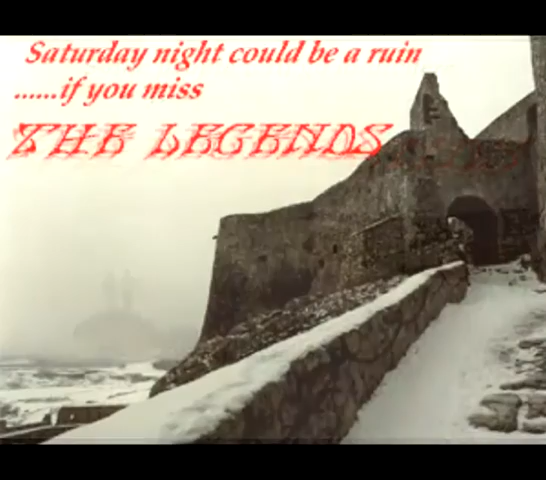 Saturday night could be a ruin
......if you miss
THE LEGENDS